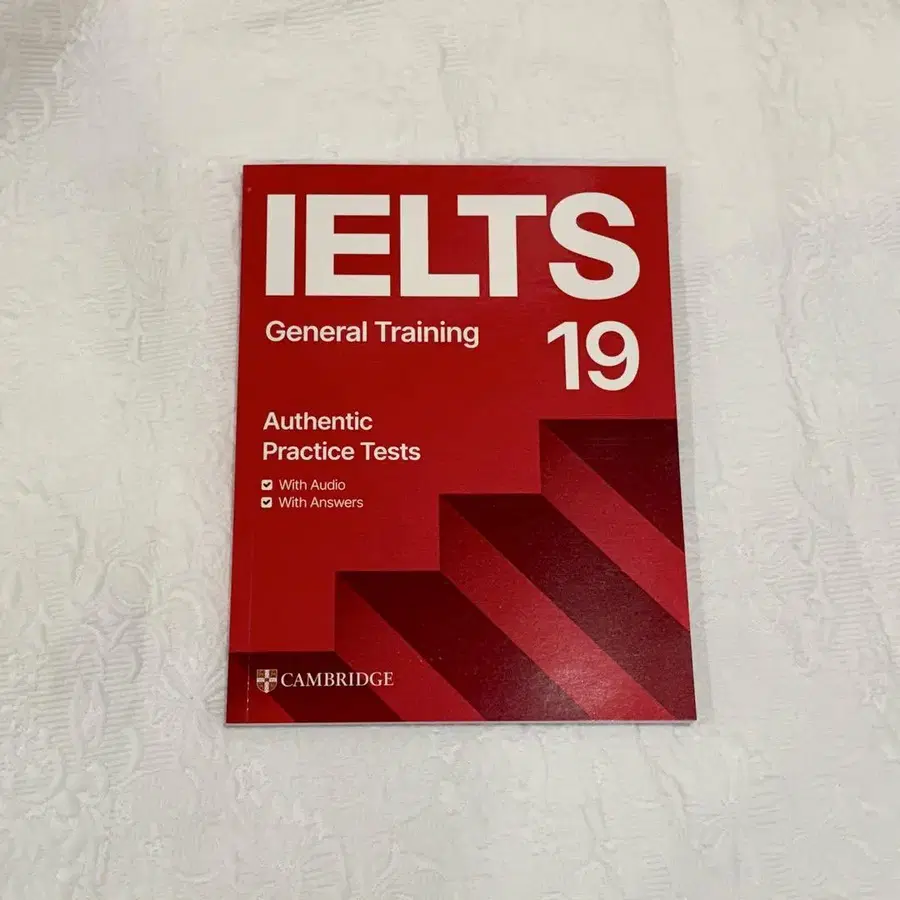 IELTS
General Training
19
Authentic
Practice Tests
With Audio
With Answers
CAMBRIDGE